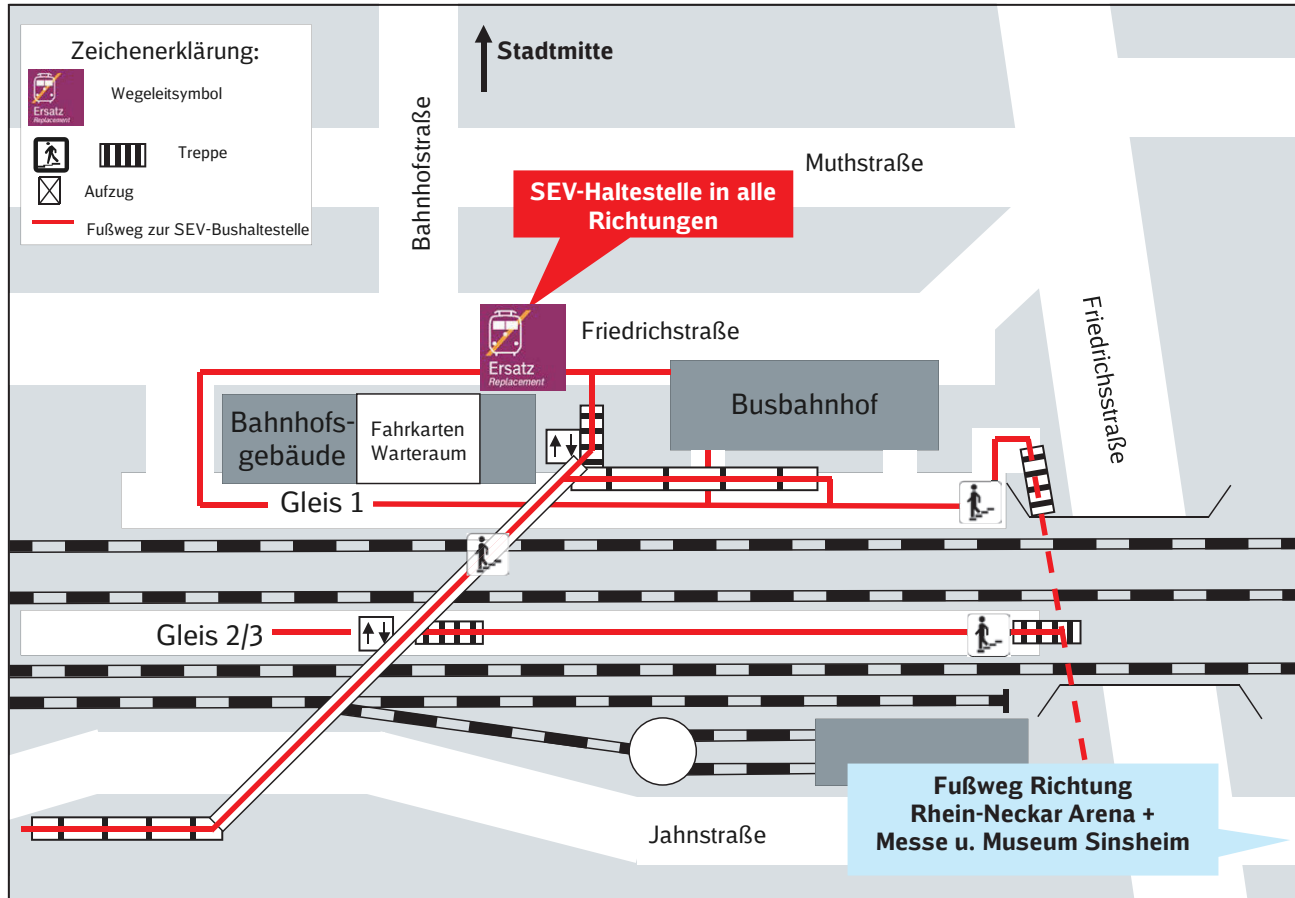 Zeichenerklärung:
Ersatz
Replacement
Wegeleitsymbol
Treppe
Aufzug
Fußweg zur SEV-Bushaltestelle
Stadtmitte
Bahnhofstraße
Muthstraße
SEV-Haltestelle in alle
Richtungen
Ersatz
Replacement
Friedrichstraße
Friedrichsstraße
Bahnhofs-
gebäude
Fahrkarten
Warteraum
Busbahnhof
Gleis 1
Gleis 2/3
Jahnstraße
Fußweg Richtung
Rhein-Neckar Arena +
Messe u. Museum Sinsheim